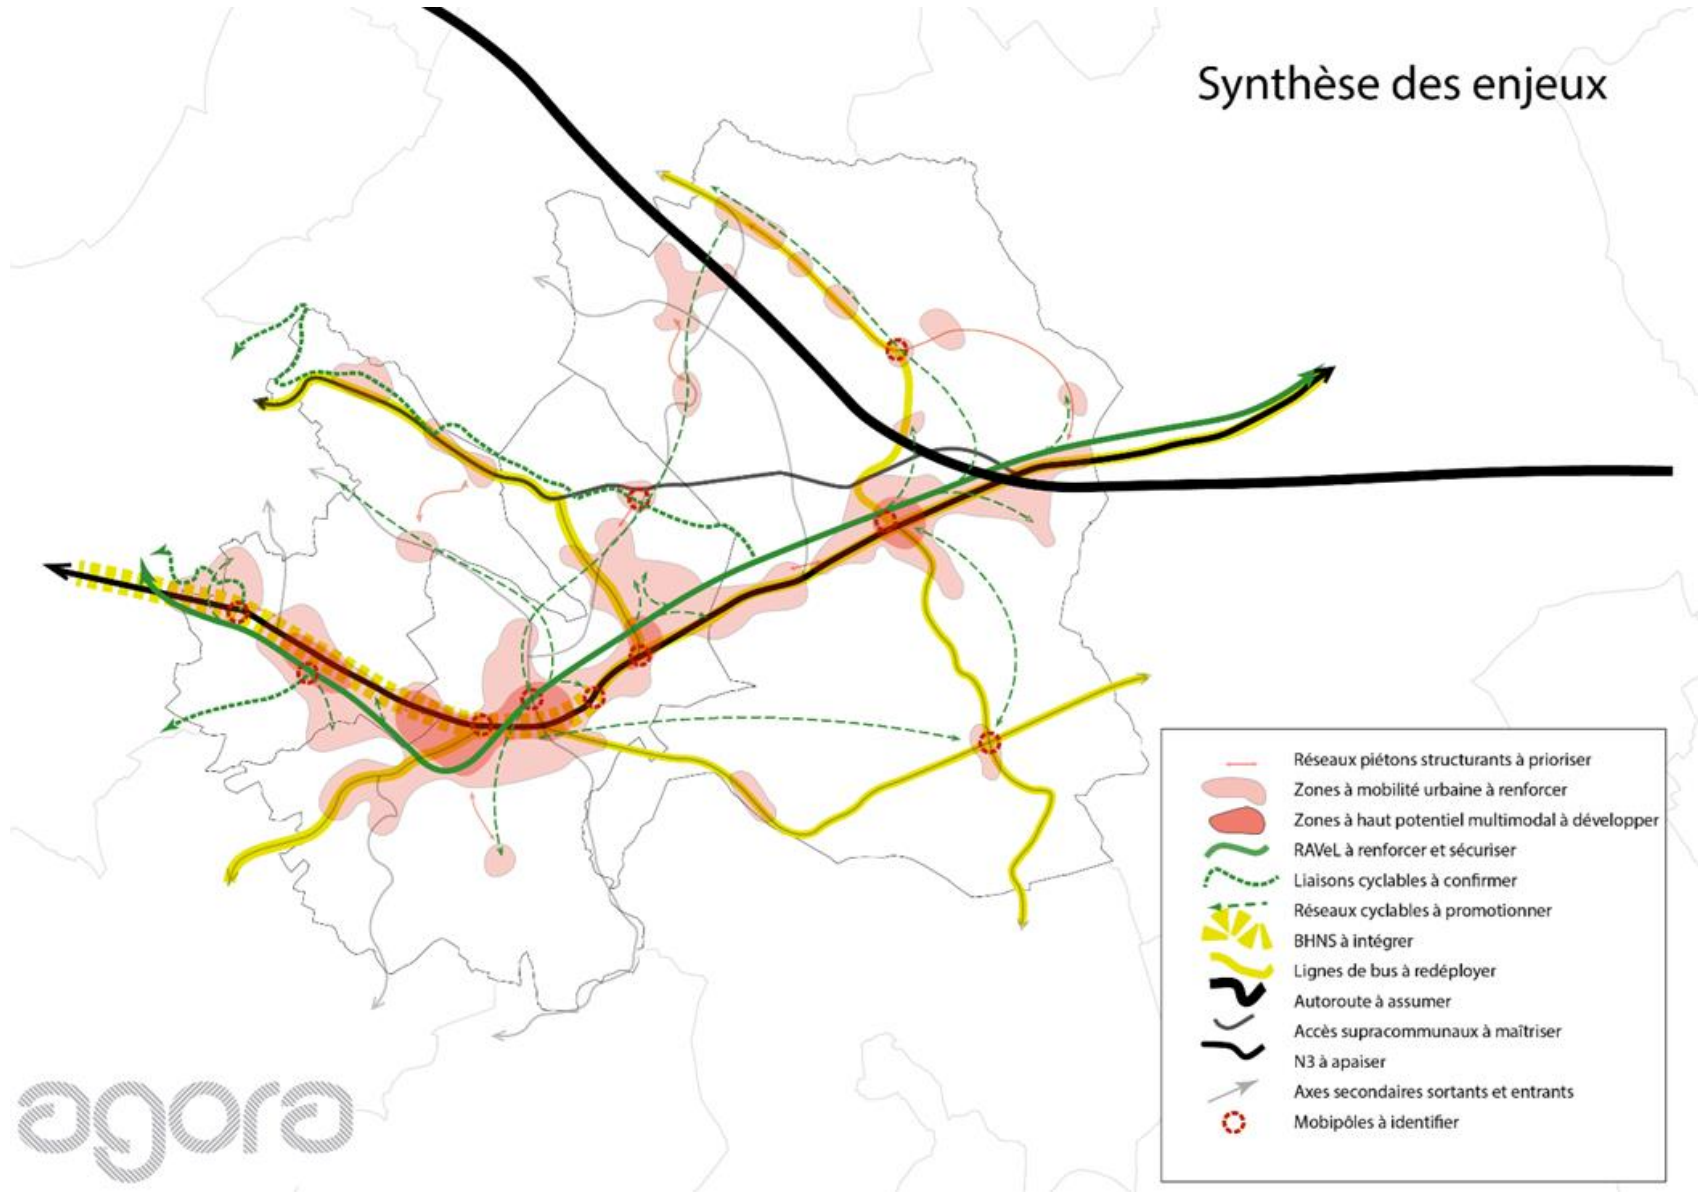 Synthèse des enjeux
Réseaux piétons structurants à prioriser
Zones à mobilité urbaine à renforcer
Zones à haut potentiel multimodal à développer
RAVeL à renforcer et sécuriser
Liaisons cyclables à confirmer
Réseaux cyclables à promotionner
BHNS à intégrer
Lignes de bus à redéployer
Autoroute à assumer
Accès supracommunaux à maîtriser
N3 à apaiser
Axes secondaires sortants et entrants
Mobipôles à identifier
agora